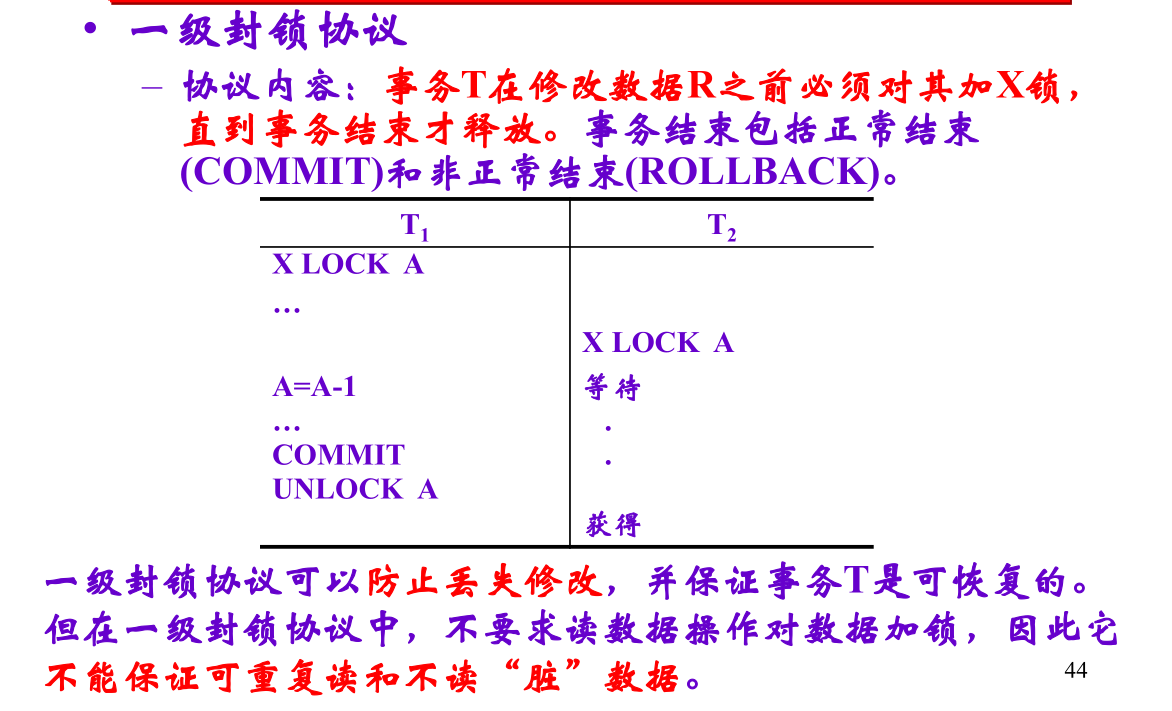 • 一级封锁协议
– 协议内容：事务T在修改数据R之前必须对其加X锁，
直到事务结束才释放。事务结束包括正常结束
(COMMIT)和非正常结束(ROLLBACK)。
T1 T2
X LOCK A
…
X LOCK A
A=A-1 等待
… .
COMMIT .
UNLOCK A
获得
一级封锁协议可以防止丢失修改，并保证事务T是可恢复的。
但在一级封锁协议中，不要求读数据操作对数据加锁，因此它
不能保证可重复读和不读“脏”数据。
44